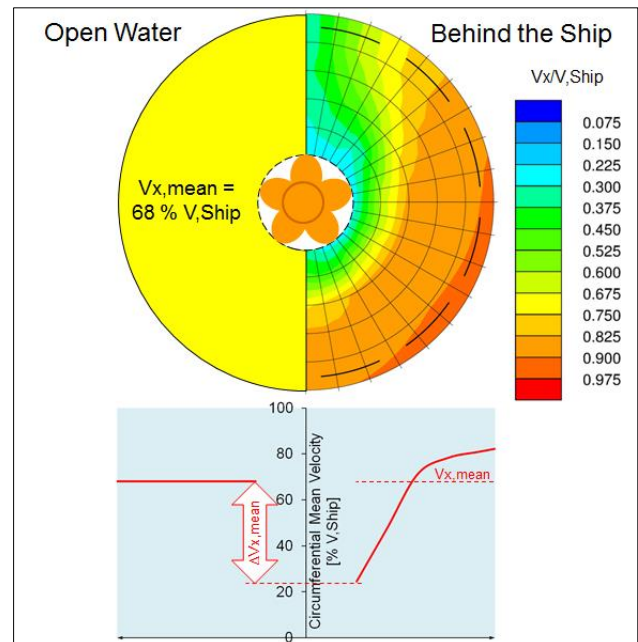 Open Water
Behind the Ship
Vx/V,Ship
Vx,mean =
68 % V,Ship
0.075
0.150
0.225
0.300
0.375
0.450
0.525
0.600
0.675
0.750
0.825
0.900
0.975
100
80
60
40
20
0
Circumferential Mean Velocity
[% V,Ship]
ΔVx,mean
Vx,mean